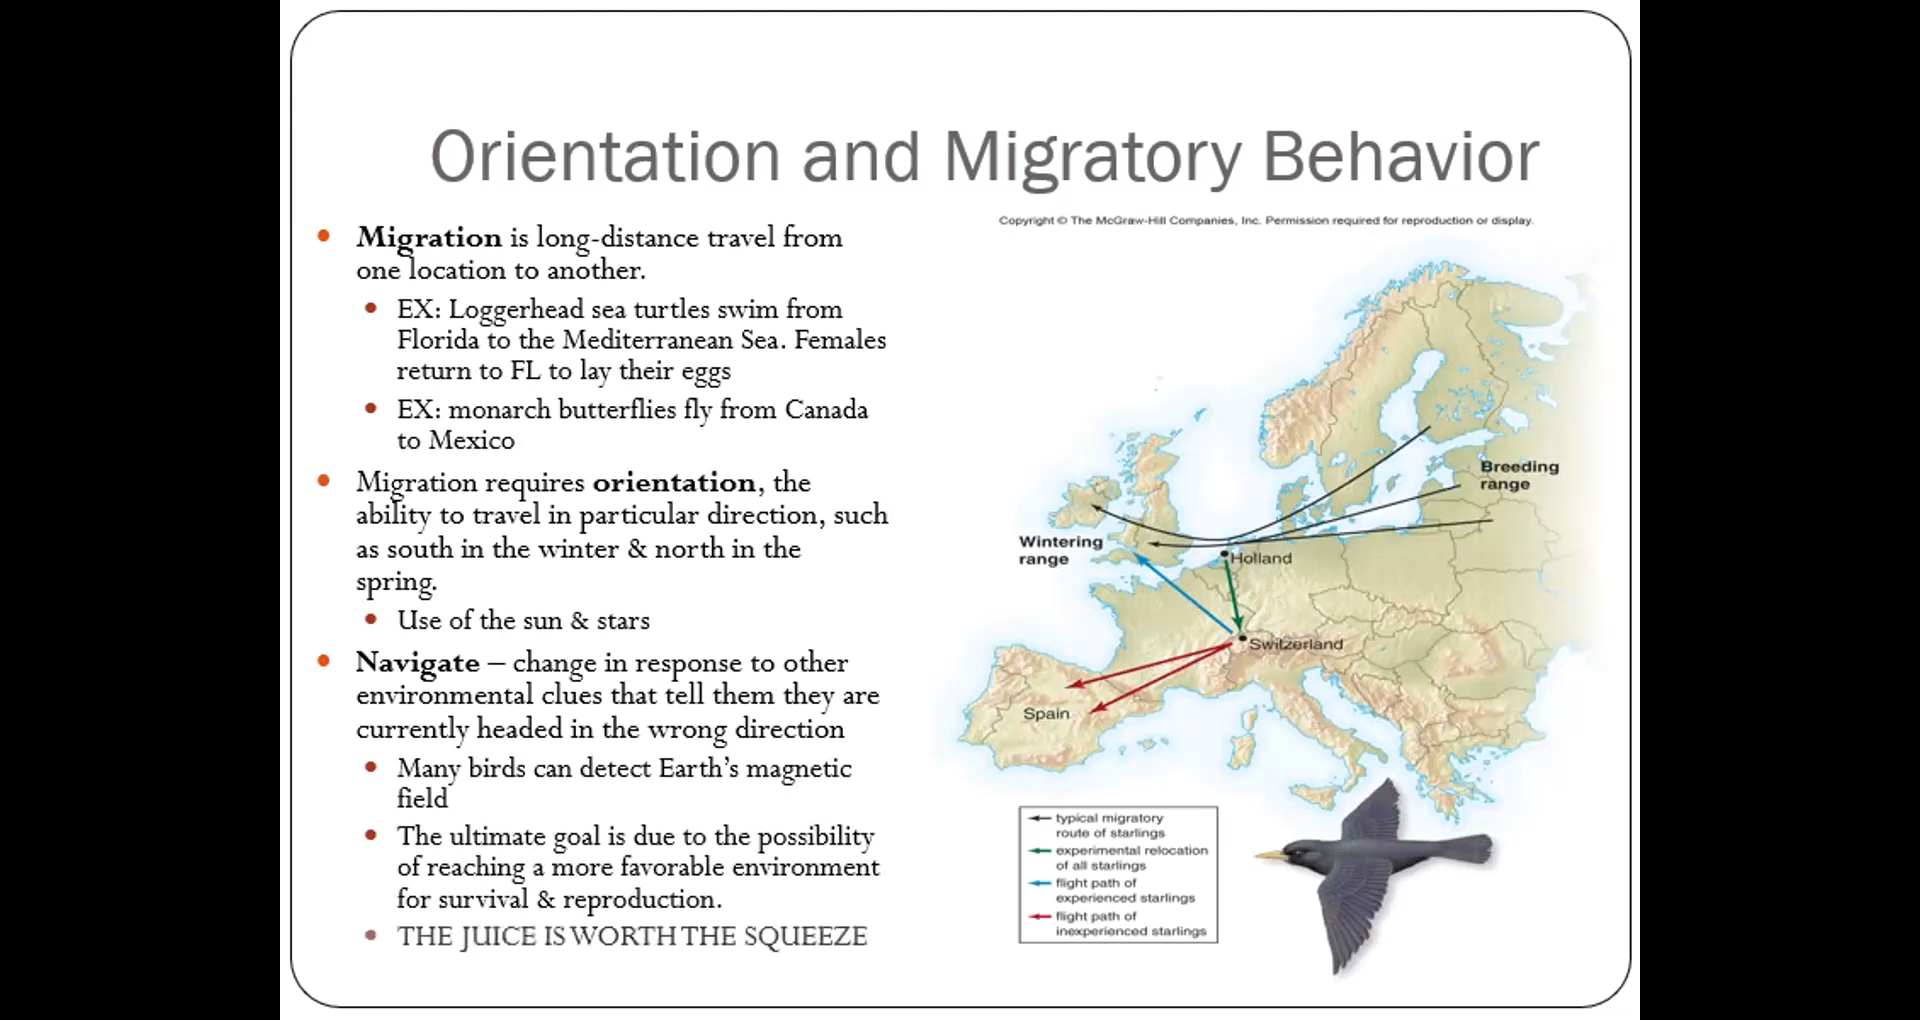 Orientation and Migratory Behavior
Copyright © The McGraw-Hill Companies, Inc. Permission required for reproduction or display.
• Migration is long-distance travel from
one location to another.
• EX: Loggerhead sea turtles swim from
Florida to the Mediterranean Sea. Females
return to FL to lay their eggs
• EX: monarch butterflies fly from Canada
to Mexico
• Migration requires orientation, the
ability to travel in particular direction, such
as south in the winter & north in the
spring.
• Use of the sun & stars
• Navigate – change in response to other
environmental clues that tell them they are
currently headed in the wrong direction
• Many birds can detect Earth's magnetic
field
• The ultimate goal is due to the possibility
of reaching a more favorable environment
for survival & reproduction.
• THE JUICE IS WORTH THE SQUEEZE
Breeding
range
Wintering
range
Holland
Switzerland
Spain
typical migratory
route of starlings
experimental relocation
of all starlings
flight path of
experienced starlings
flight path of
inexperienced starlings